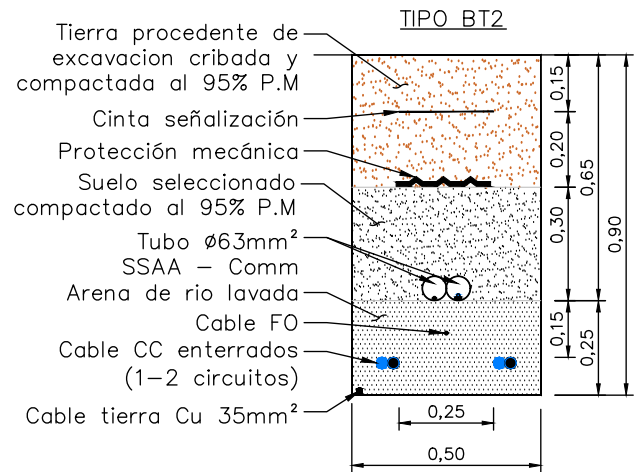 TIPO BT2
Tierra procedente de
excavacion cribada y
compactada al 95% P.M
Cinta señalización
Protección mecánica
Suelo seleccionado
compactado al 95% P.M
Tubo Ø63mm²
SSAA - Comm
Arena de rio lavada
Cable FO
Cable CC enterrados
(1-2 circuitos)
Cable tierra Cu 35mm²
0,15
0,20
0,30
0,15
0,65
0,25
0,90
0,25
0,50